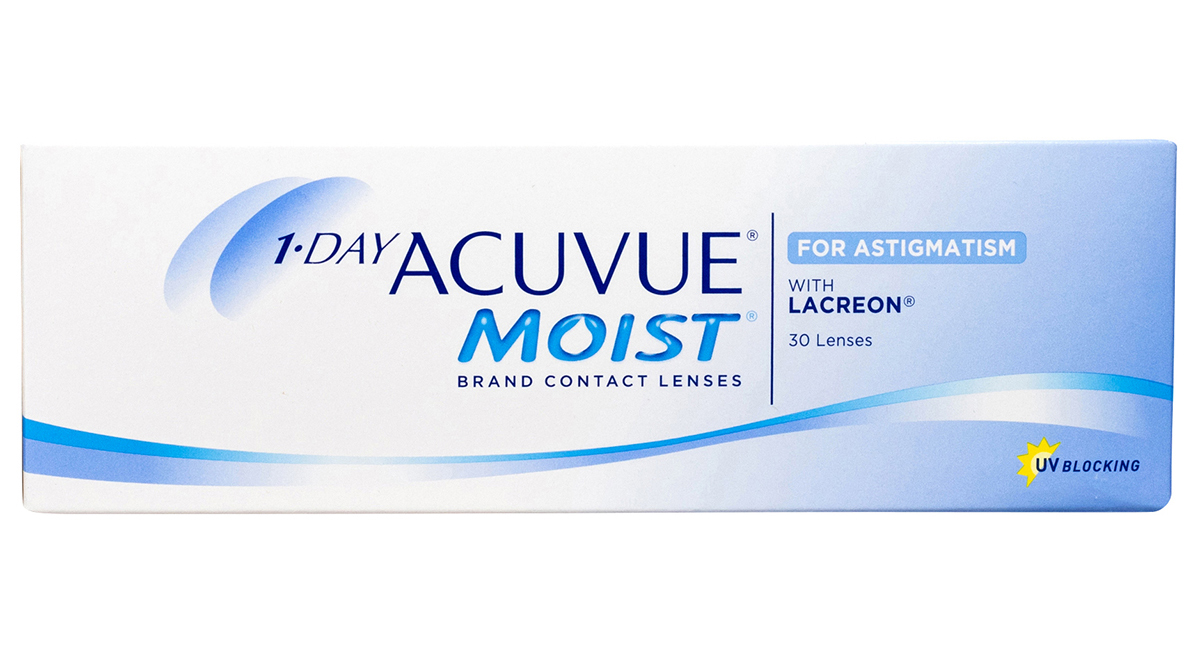 1·DAY ACUVUE®
MOIST®
BRAND CONTACT LENSES
FOR ASTIGMATISM
WITH
LACREON®
30 Lenses
UV BLOCKING